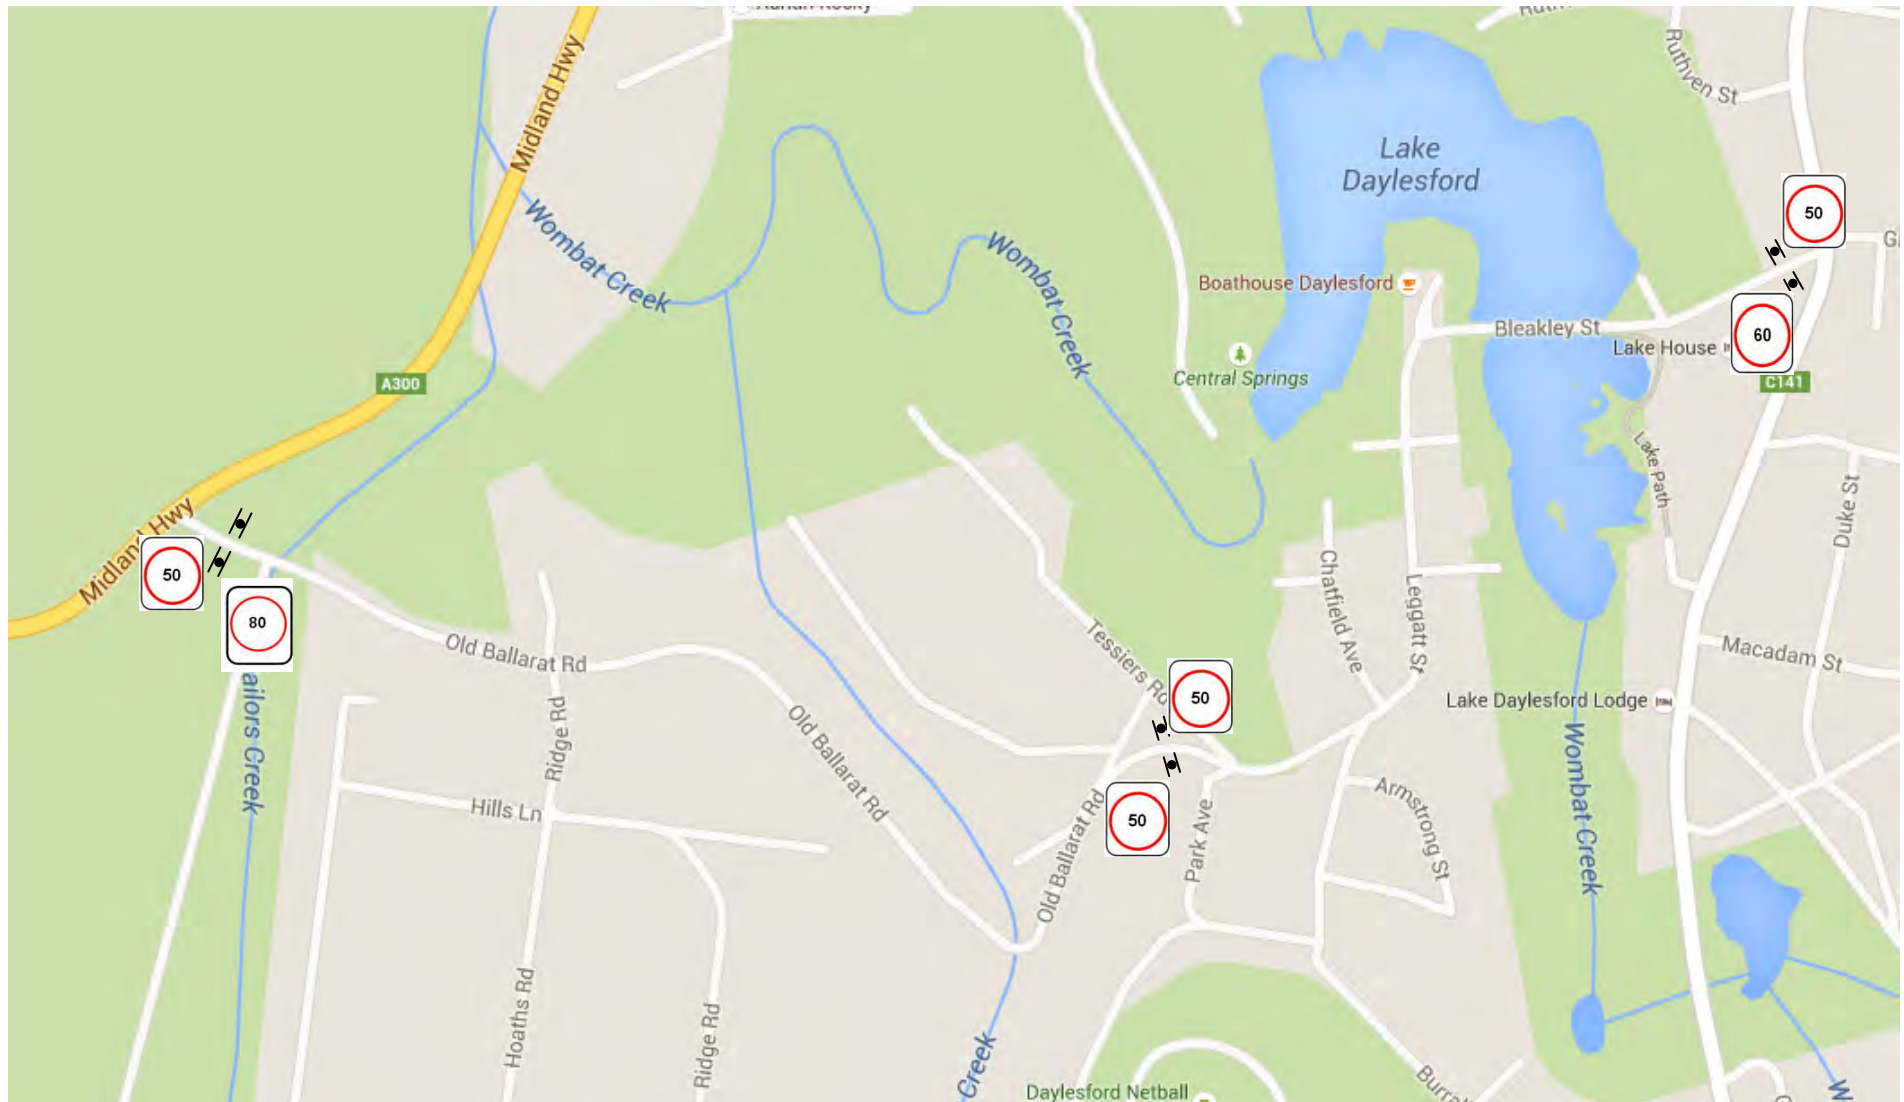 Midland Hwy
Ruthven St
Lake
Daylesford
50
Wombat Creek
Wombat Creek
Boathouse Daylesford
Bleakley St
Lake House
60
A300
Central Springs
C141
Lake Path
Duke St
Midland Hwy
50
80
Chatfield Ave
Leggatt St
Old Ballarat Rd
Tessiers Rd
50
Macadam St
Lake Daylesford Lodge
ailors Creek
Ridge Rd
Old Ballarat Rd
Hills Ln
50
Old Ballarat Rd
Park Ave
Armstrong St
Wombat Creek
Hoaths Rd
Ridge Rd
Creek
Daylesford Netball